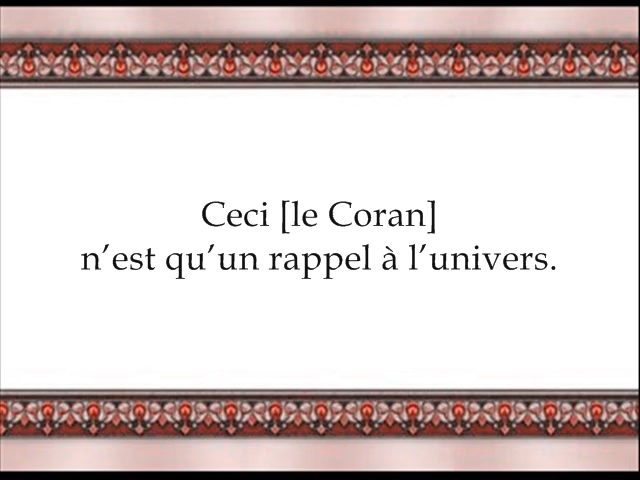 Ceci [le Coran]
n’est qu’un rappel à l’univers.